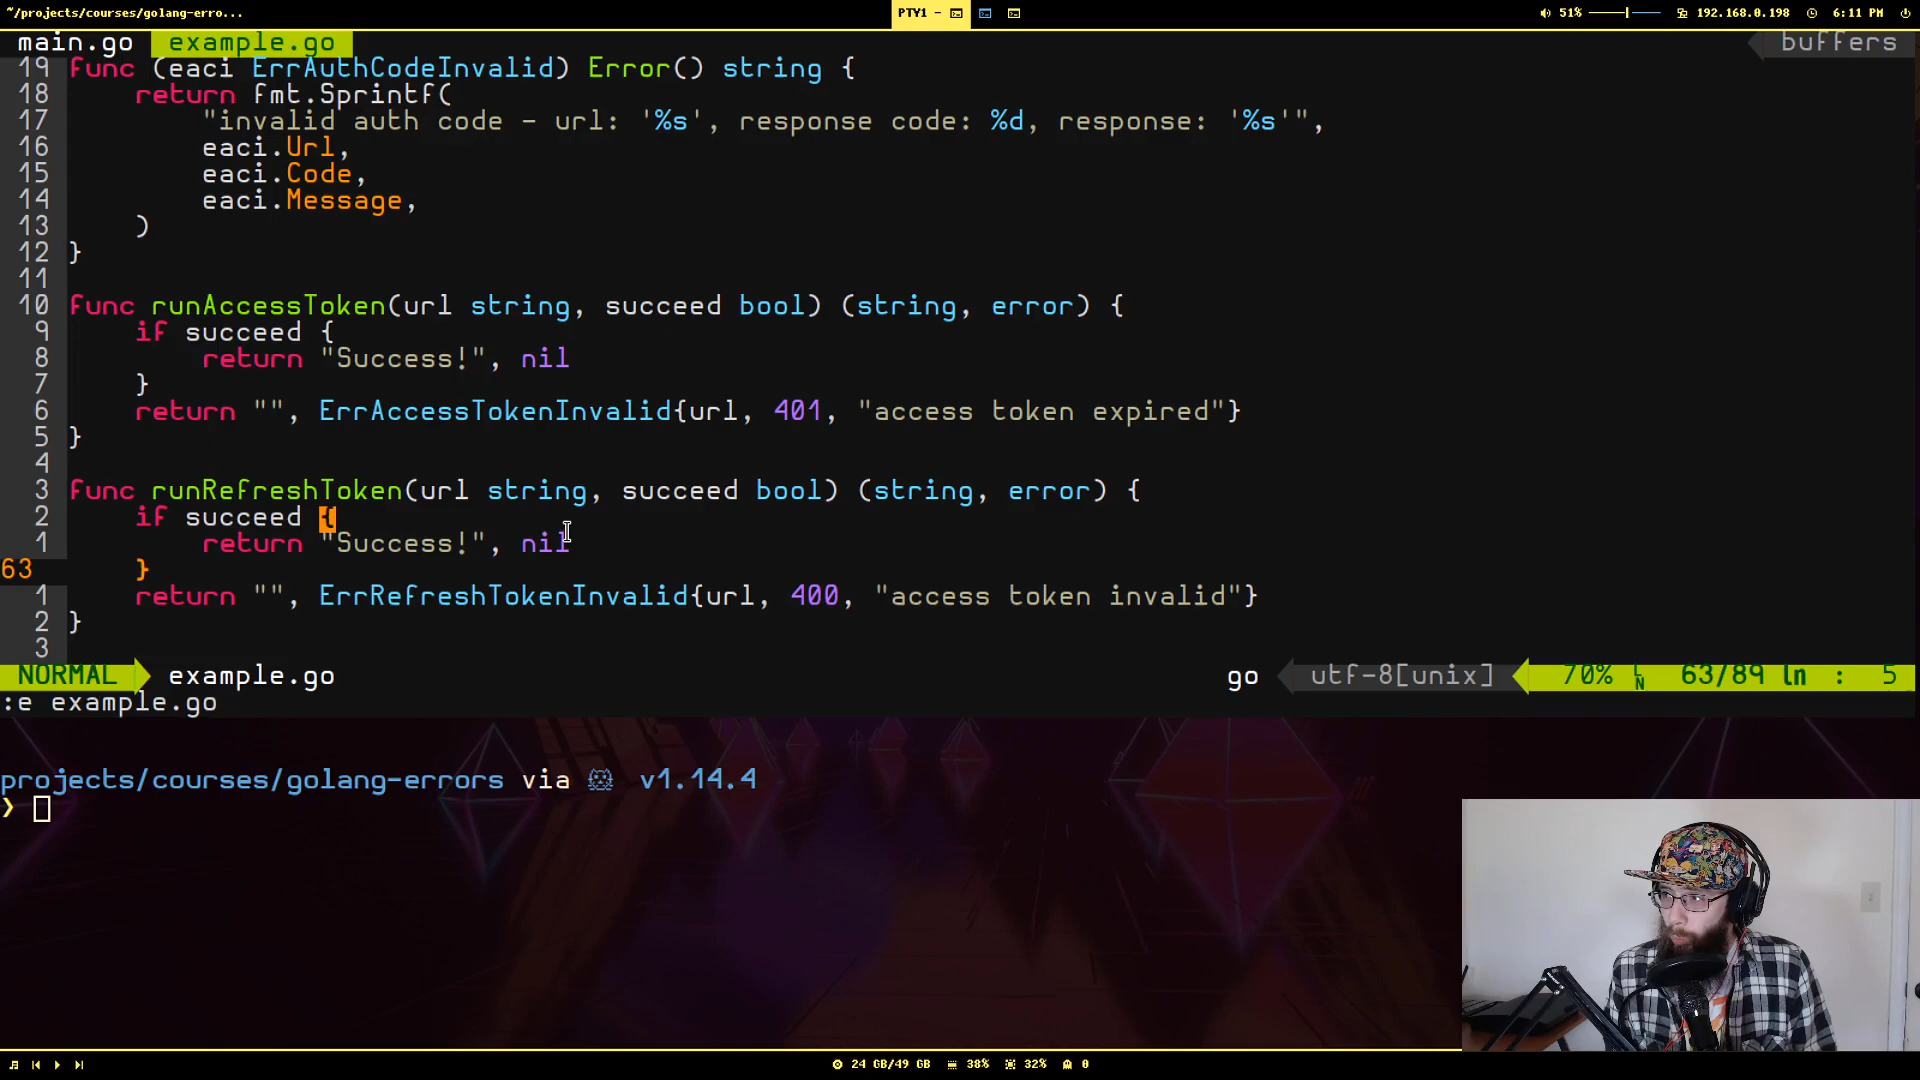 ~/projects/courses/golang-erro...
PTY1 -
51%
192.168.0.198
6:11 PM
main.go example.go
buffers
19 func (eaci ErrAuthCodeInvalid) Error() string {
18 return fmt.Sprintf(
17 "invalid auth code - url: '%s', response code: %d, response: '%s'",
16 eaci.Url,
15 eaci.Code,
14 eaci.Message,
13 )
12 }
11
10 func runAccessToken(url string, succeed bool) (string, error) {
9 if succeed {
8 return "Success!", nil
7 }
6 return "", ErrAccessTokenInvalid{url, 401, "access token expired"}
5 }
4
3 func runRefreshToken(url string, succeed bool) (string, error) {
2 if succeed {
1 return "Success!", nil
63 }
1 return "", ErrRefreshTokenInvalid{url, 400, "access token invalid"}
2 }
3
NORMAL example.go go utf-8[unix] 70% LN 63/89 ln : 5
:e example.go
projects/courses/golang-errors via v1.14.4
❯
24 GB/49 GB 38% 32% 0